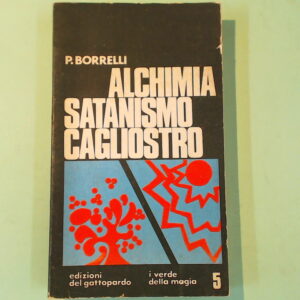 P. BORRELLI
ALCHIMIA
SATANISMO
CAGLIOSTRO
edizioni
del gattopardo
i verde
della magia
5